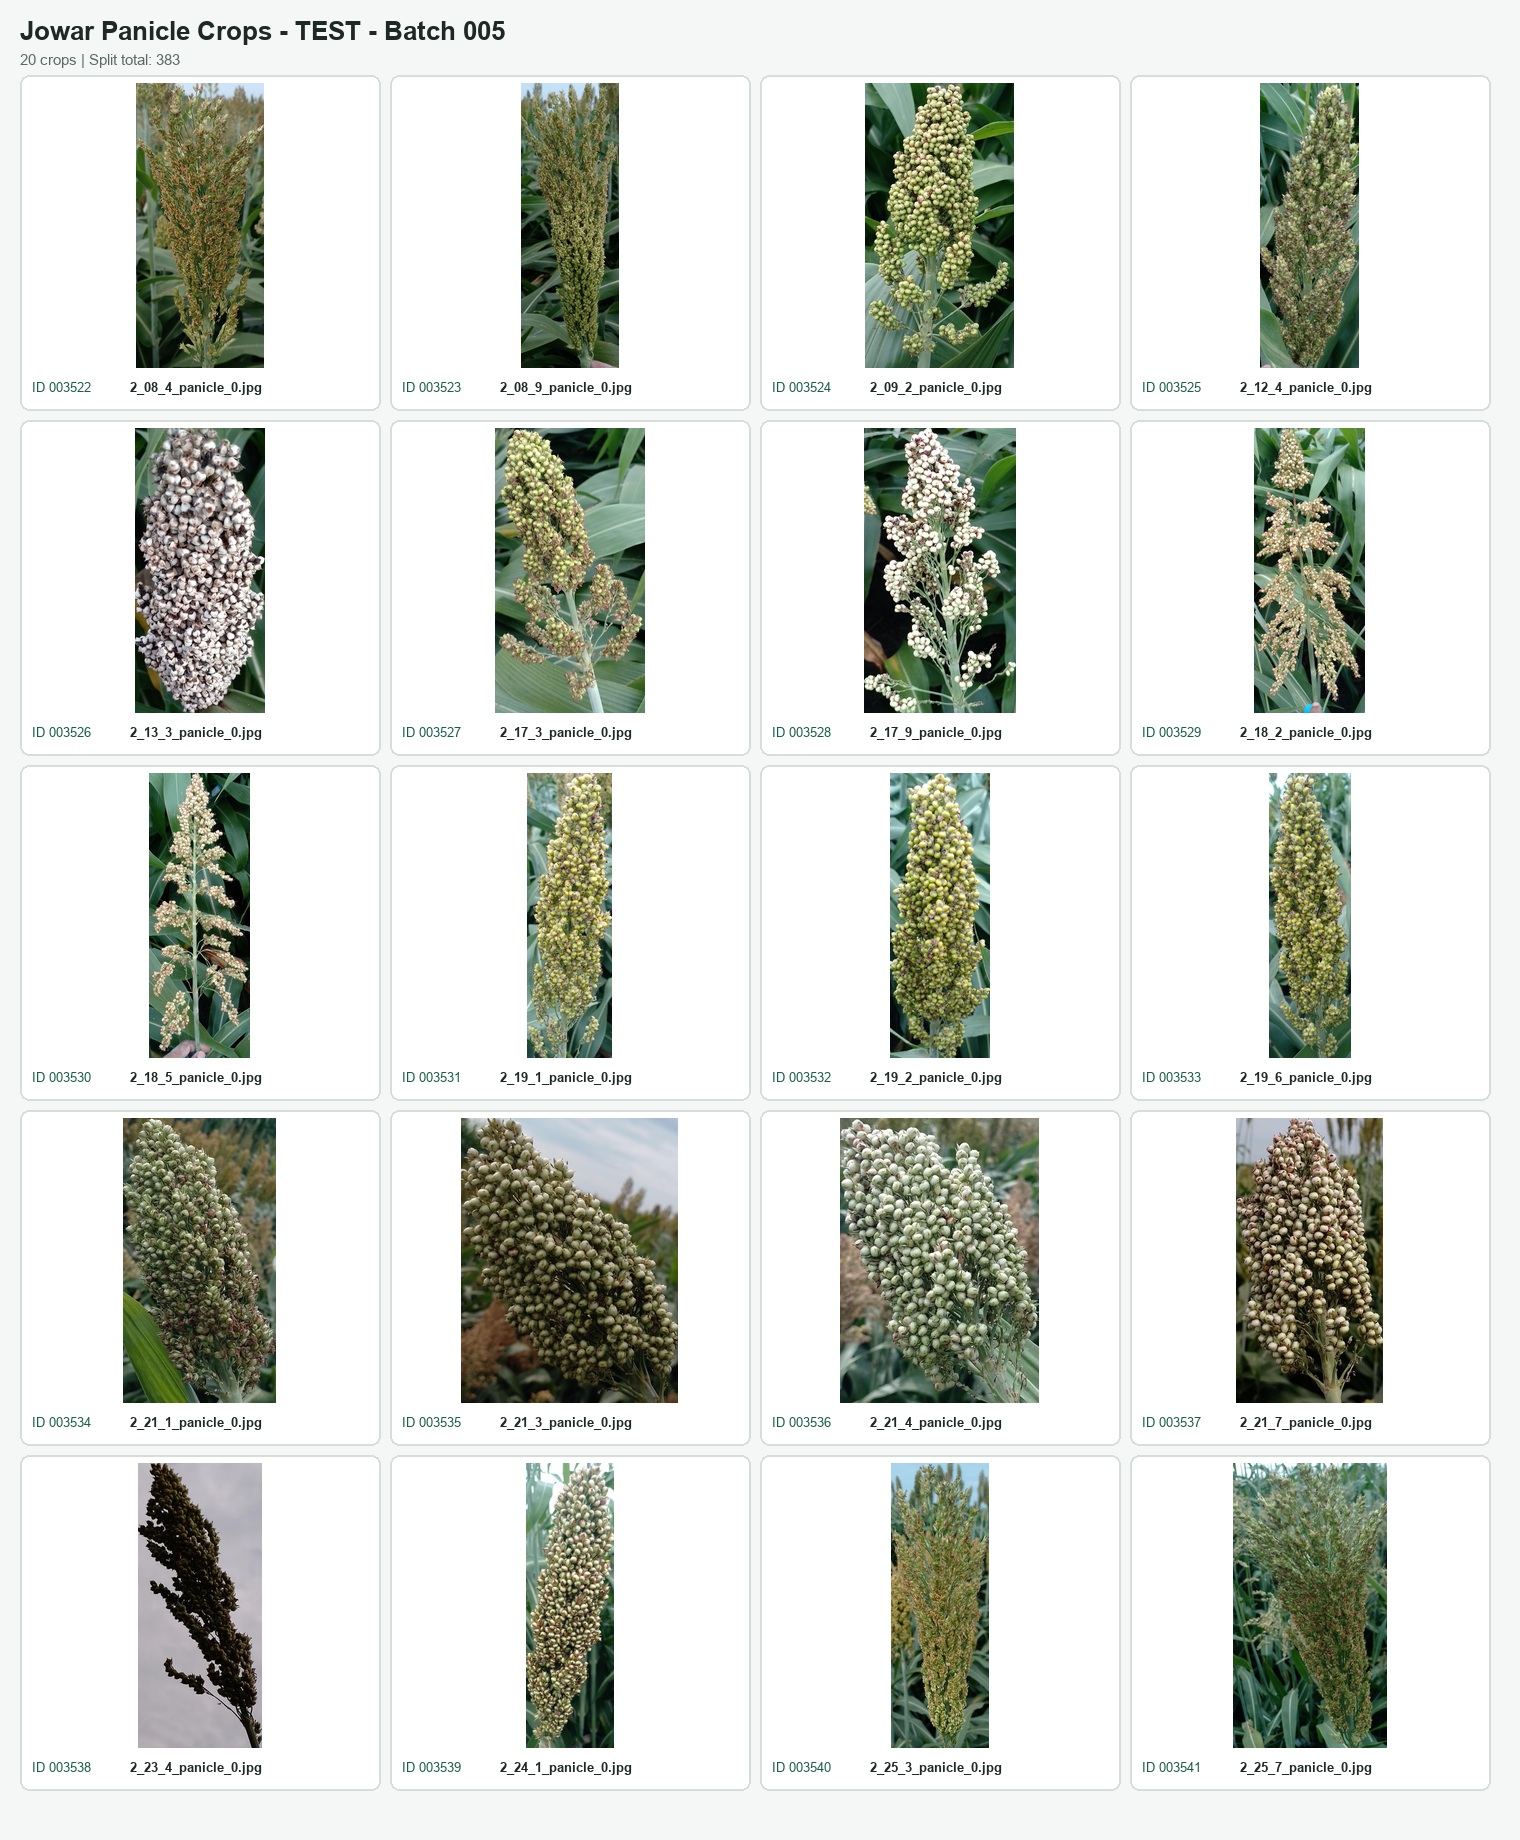 Jowar Panicle Crops - TEST - Batch 005
20 crops | Split total: 383
ID 003522 2_08_4_panicle_0.jpg
ID 003523 2_08_9_panicle_0.jpg
ID 003524 2_09_2_panicle_0.jpg
ID 003525 2_12_4_panicle_0.jpg
ID 003526 2_13_3_panicle_0.jpg
ID 003527 2_17_3_panicle_0.jpg
ID 003528 2_17_9_panicle_0.jpg
ID 003529 2_18_2_panicle_0.jpg
ID 003530 2_18_5_panicle_0.jpg
ID 003531 2_19_1_panicle_0.jpg
ID 003532 2_19_2_panicle_0.jpg
ID 003533 2_19_6_panicle_0.jpg
ID 003534 2_21_1_panicle_0.jpg
ID 003535 2_21_3_panicle_0.jpg
ID 003536 2_21_4_panicle_0.jpg
ID 003537 2_21_7_panicle_0.jpg
ID 003538 2_23_4_panicle_0.jpg
ID 003539 2_24_1_panicle_0.jpg
ID 003540 2_25_3_panicle_0.jpg
ID 003541 2_25_7_panicle_0.jpg